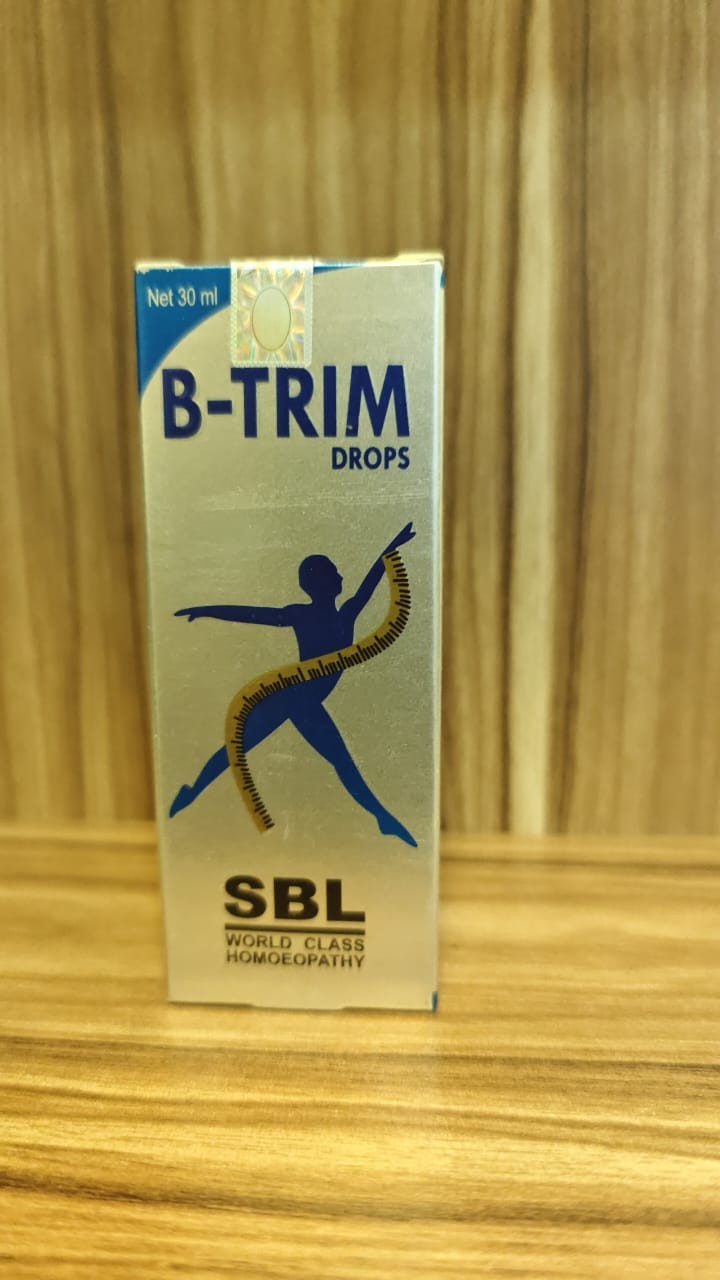 Net 30 ml
B-TRIM
DROPS
SBL
WORLD CLASS
HOMOEOPATHY